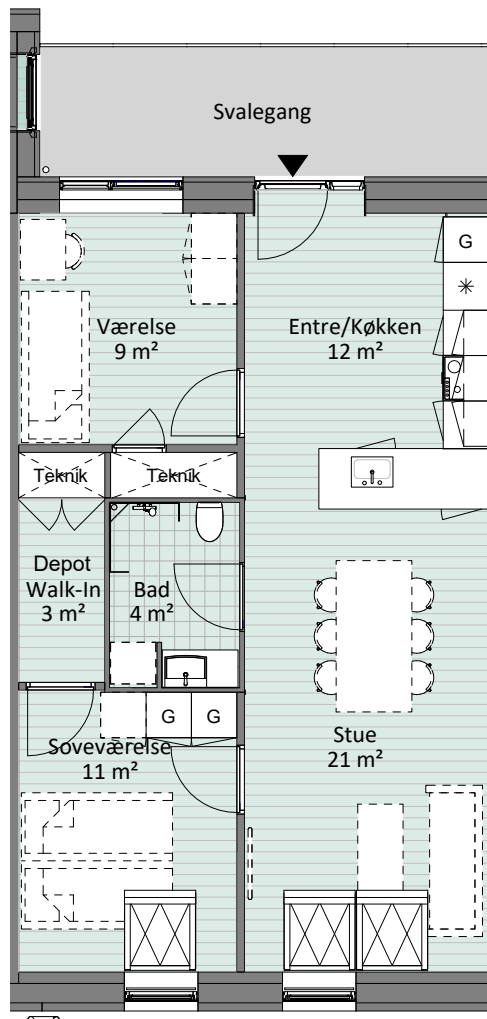 Svalegang
G
Værelse
9 m²
Entre/Køkken
12 m²
Teknik
Teknik
Depot
Walk-In
3 m²
Bad
4 m²
G
G
Stue
21 m²
Soveværelse
11 m²